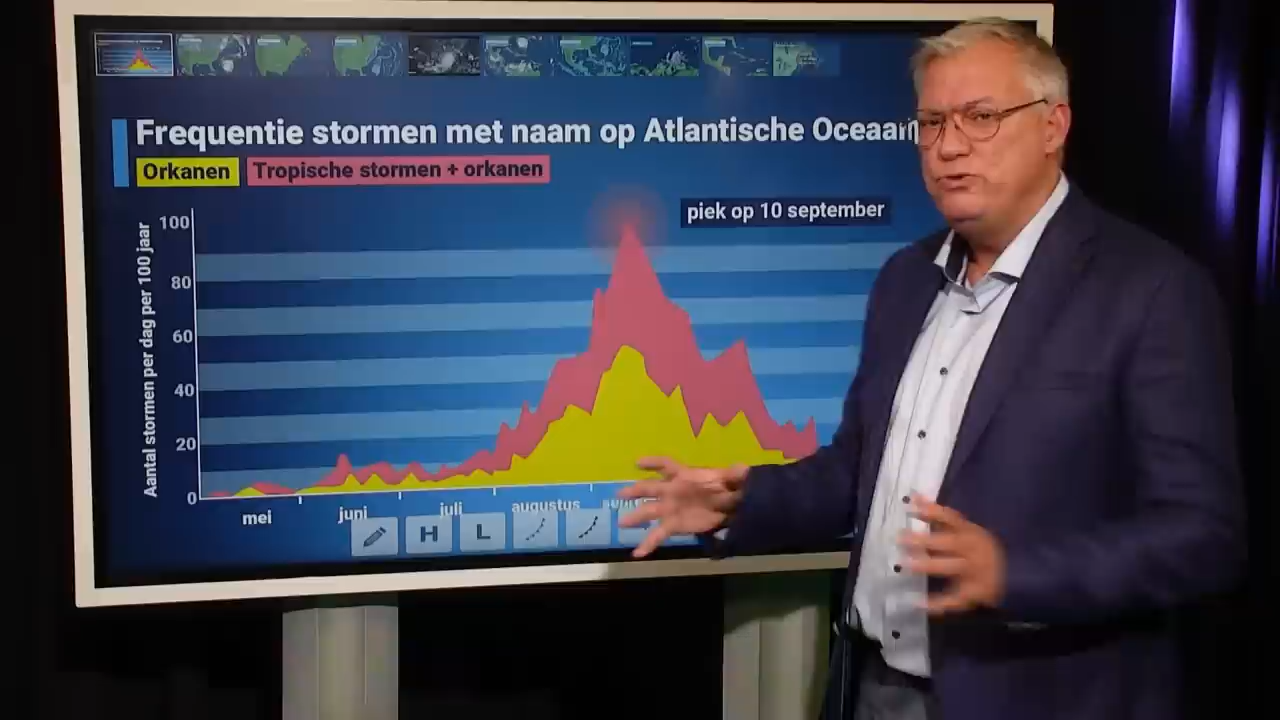 Frequentie stormen met naam op Atlantische Oceaan
Orkanen
Tropische stormen + orkanen
piek op 10 september
Aantal stormen per dag per 100 jaar
100
80
60
40
20
0
mei
juni
juli
augustus
H
L